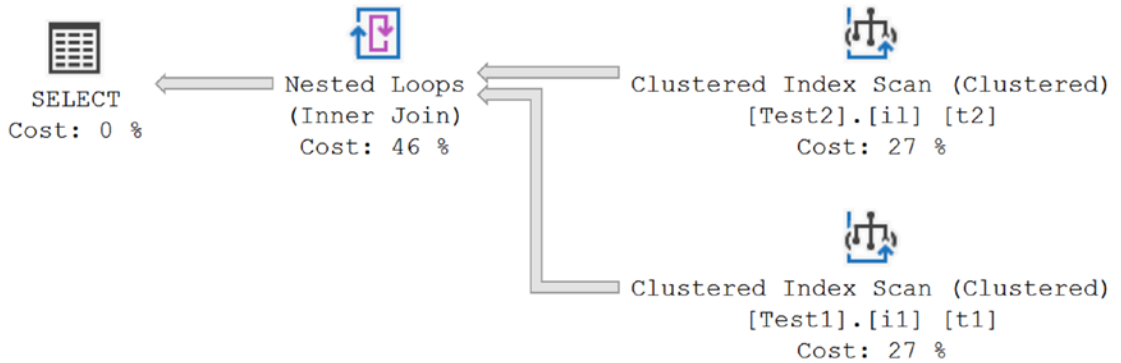 SELECT
Cost: 0 %
Nested Loops
(Inner Join)
Cost: 46 %
Clustered Index Scan (Clustered)
[Test2].[il] [t2]
Cost: 27 %
Clustered Index Scan (Clustered)
[Test1].[i1] [t1]
Cost: 27 %